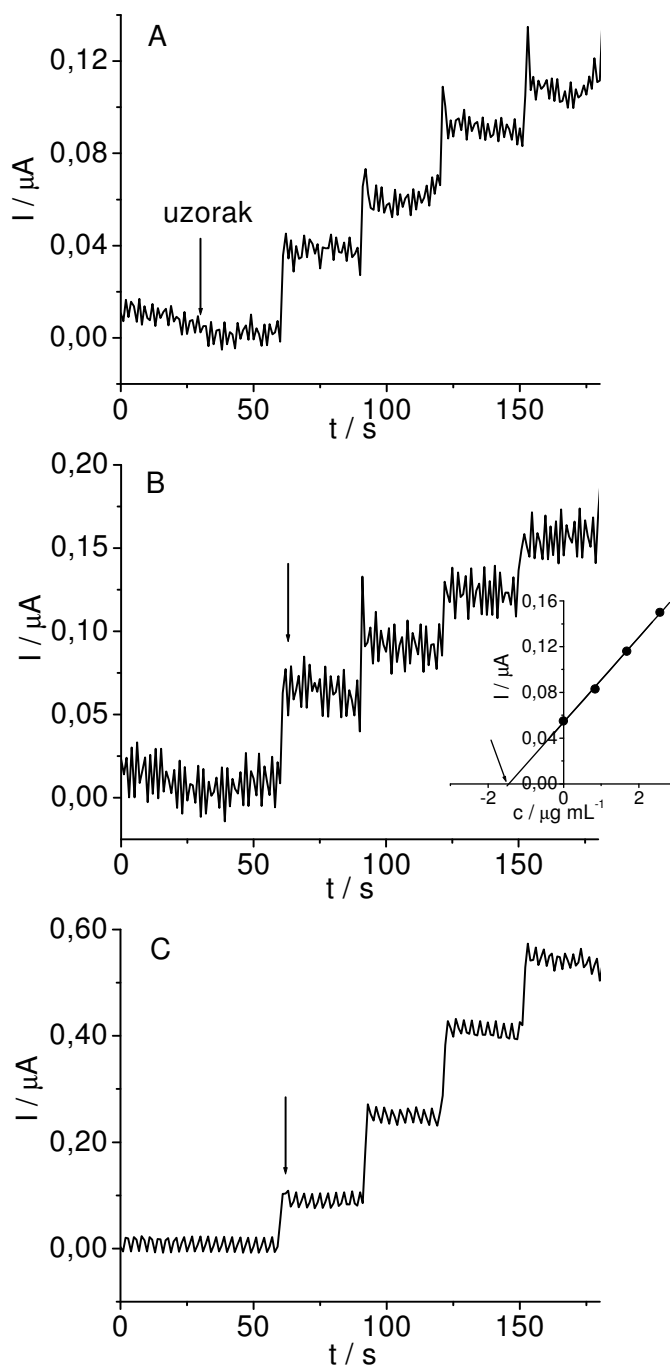 A
I / μA
0,12
0,08
0,04
0,00
uzorak
0 50 100 150
t / s
B
I / μA
0,20
0,15
0,10
0,05
0,00
I / μA
0,16
0,12
0,08
0,04
0,00
-2 0 2
c / μg mL⁻¹
0 50 100 150
t / s
C
I / μA
0,60
0,40
0,20
0,00
0 50 100 150
t / s